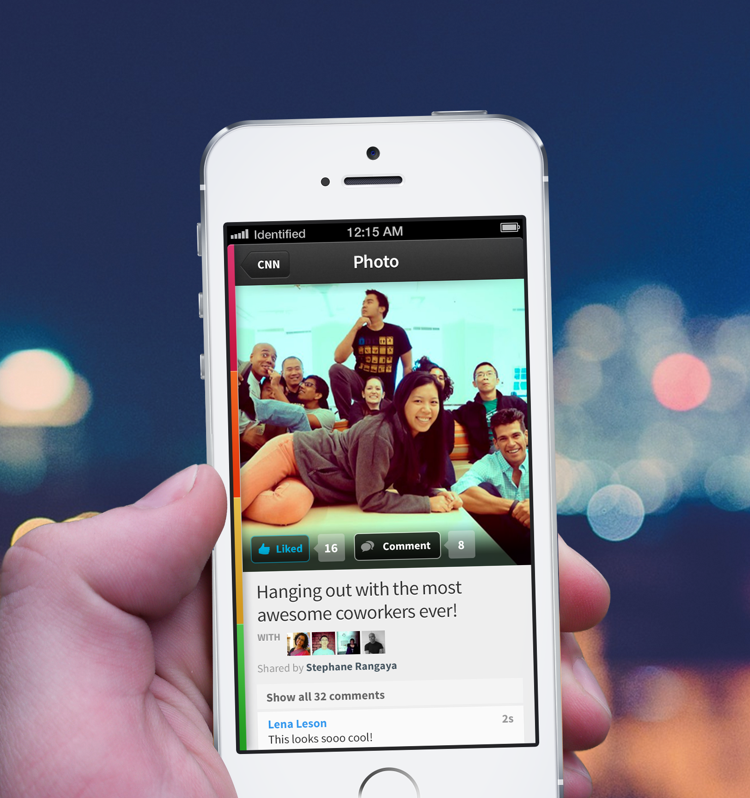 Identified 12:15 AM
CNN Photo
Liked 16 Comment 8
Hanging out with the most
awesome coworkers ever!
WITH
Shared by Stephane Rangaya
Show all 32 comments
Lena Leson 2s
This looks sooo cool!